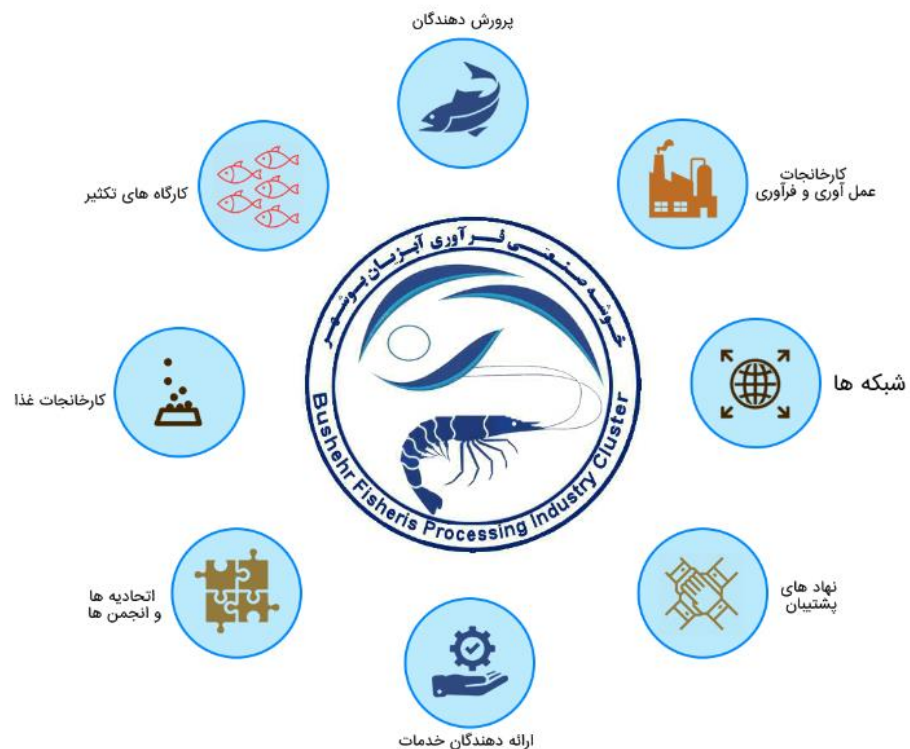 پرورش دهندگان
کارخانجات
عمل آوری و فرآوری
کارگاه های تکثیر
خوشه صنعتی فرآوری آبزیان بوشهر
شبکه ها
کارخانجات غذا
Bushehr Fisheris Processing Industry Cluster
نهاد های
پشتیبان
اتحادیه ها
و انجمن ها
ارائه دهندگان خدمات